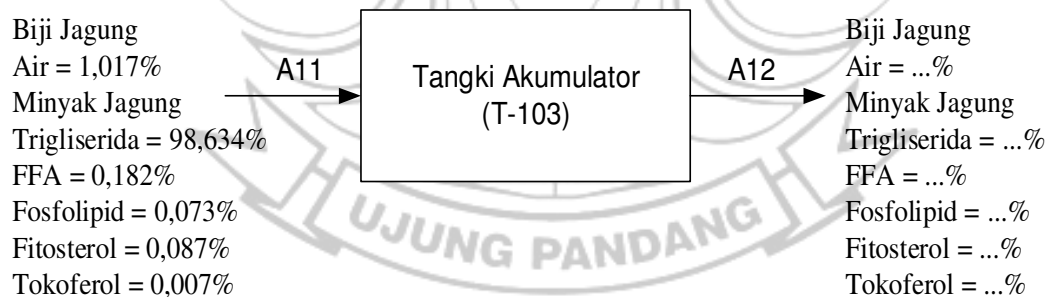 Biji Jagung
Air = 1,017%
Minyak Jagung
Trigliserida = 98,634%
FFA = 0,182%
Fosfolipid = 0,073%
Fitosterol = 0,087%
Tokoferol = 0,007%
A11
Tangki Akumulator
(T-103)
A12
Biji Jagung
Air = ...%
Minyak Jagung
Trigliserida = ...%
FFA = ...%
Fosfolipid = ...%
Fitosterol = ...%
Tokoferol = ...%
UJUNG PANDANG